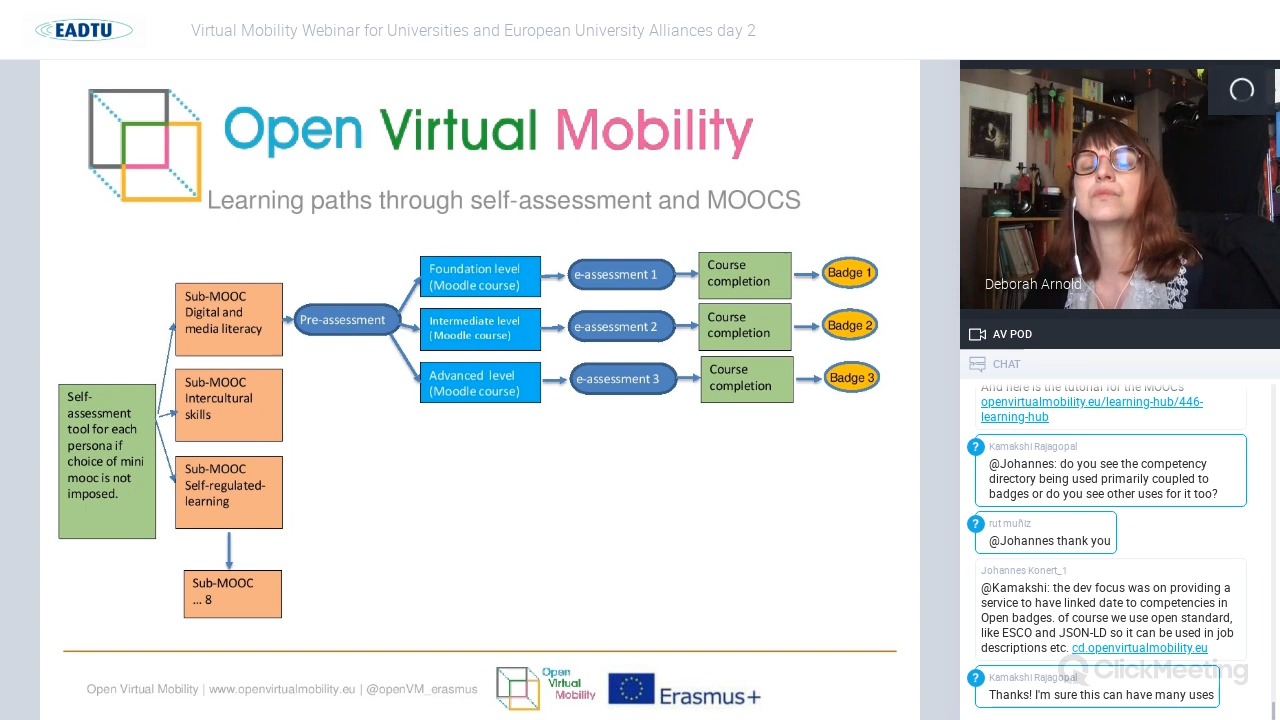 EADTU
Virtual Mobility Webinar for Universities and European University Alliances day 2
Open Virtual Mobility
Learning paths through self-assessment and MOOCS
Self-
assessment
tool for each
persona if
choice of mini
mooc is not
imposed.
Sub-MOOC
Digital and
media literacy
Sub-MOOC
Intercultural
skills
Sub-MOOC
Self-regulated-
learning
Sub-MOOC
... 8
Pre-assessment
Foundation level
(Moodle course)
e-assessment 1
Course
completion
Badge 1
Intermediate level
(Moodle course)
e-assessment 2
Course
completion
Badge 2
Advanced level
(Moodle course)
e-assessment 3
Course
completion
Badge 3
Open Virtual Mobility | www.openvirtualmobility.eu | @openVM_erasmus
Open
Virtual
Mobility
Erasmus+
Deborah Arnold
AV POD
CHAT
And here is the tutorial for the MOOCs
openvirtualmobility.eu/learning-hub/446-
learning-hub
? Kamakshi Rajagopal
@Johannes: do you see the competency
directory being used primarily coupled to
badges or do you see other uses for it too?
? rut muñiz
@Johannes thank you
Johannes Konert_1
@Kamakshi: the dev focus was on providing a
service to have linked date to competencies in
Open badges. of course we use open standard,
like ESCO and JSON-LD so it can be used in job
descriptions etc. cd.openvirtualmobility.eu
ClickMeeting
? Kamakshi Rajagopal
Thanks! I'm sure this can have many uses